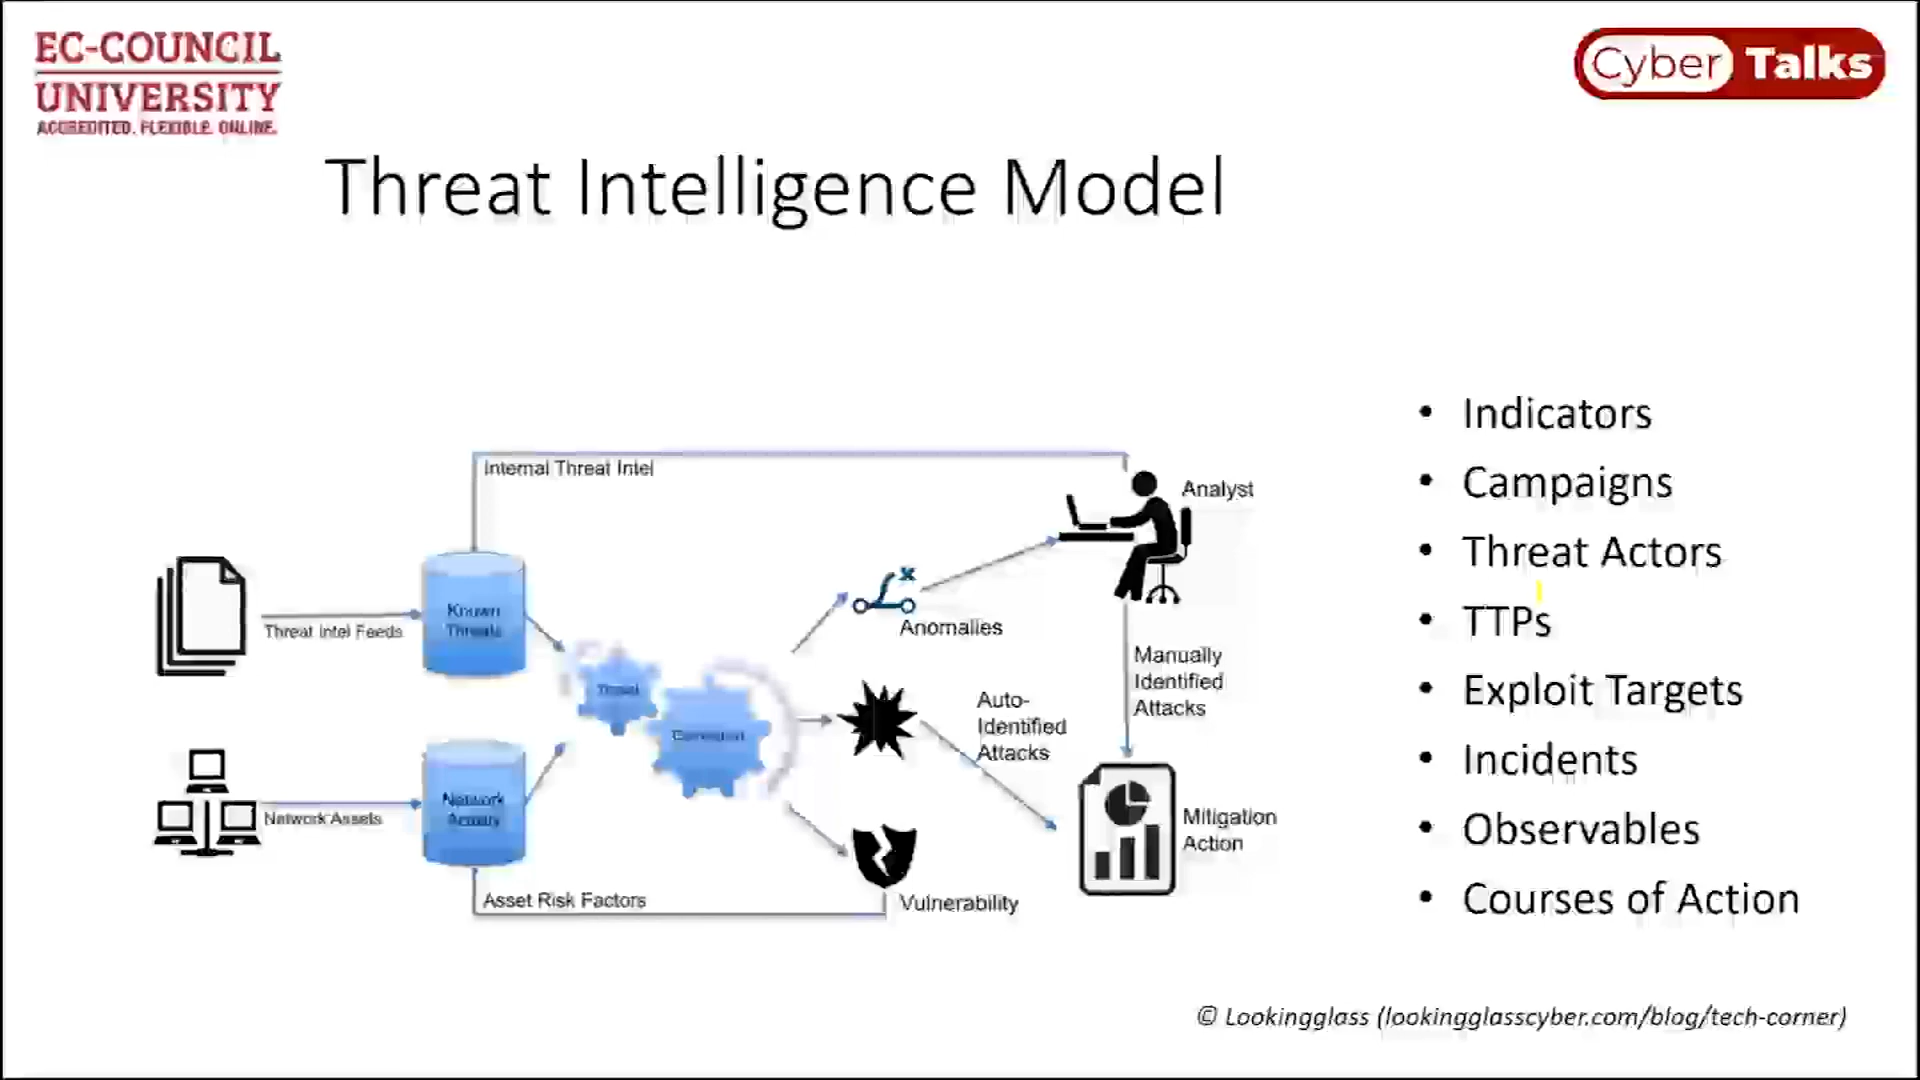 EC-COUNCIL
UNIVERSITY
ACCREDITED. FLEXIBLE. ONLINE.
Cyber Talks
Threat Intelligence Model
Internal Threat Intel
Analyst
Threat Intel Feeds
Known
Threats
Anomalies
Manually
Identified
Attacks
Threat
Auto-
Identified
Attacks
Network Assets
Network
Activity
Mitigation
Action
Asset Risk Factors
Vulnerability
• Indicators
• Campaigns
• Threat Actors
• TTPs
• Exploit Targets
• Incidents
• Observables
• Courses of Action
© Lookingglass (lookingglasscyber.com/blog/tech-corner)